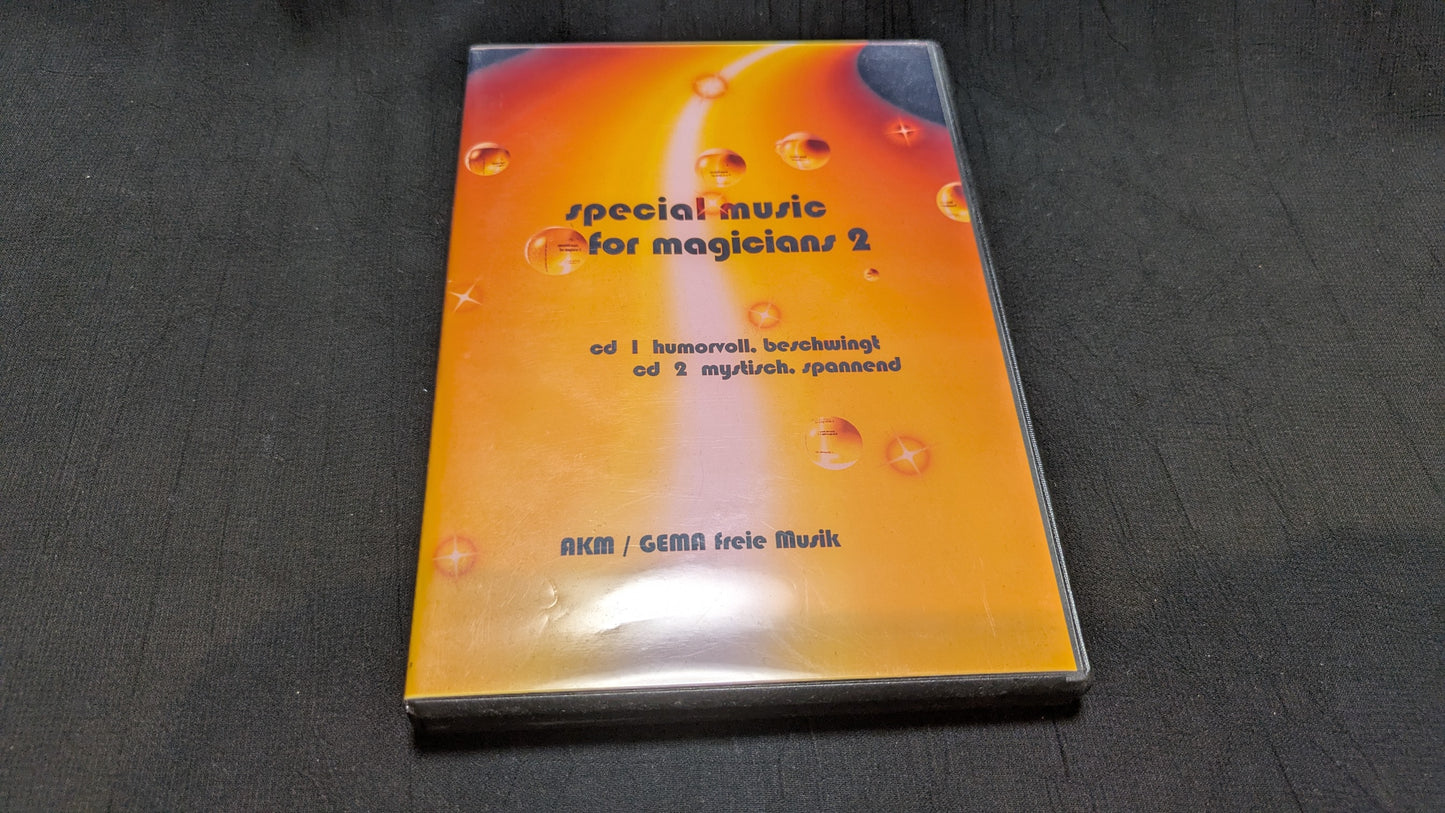 special music
for magicians 2
cd 1 humorvoll, beschwingt
cd 2 mystisch, spannend
AKM / GEMA freie Musik